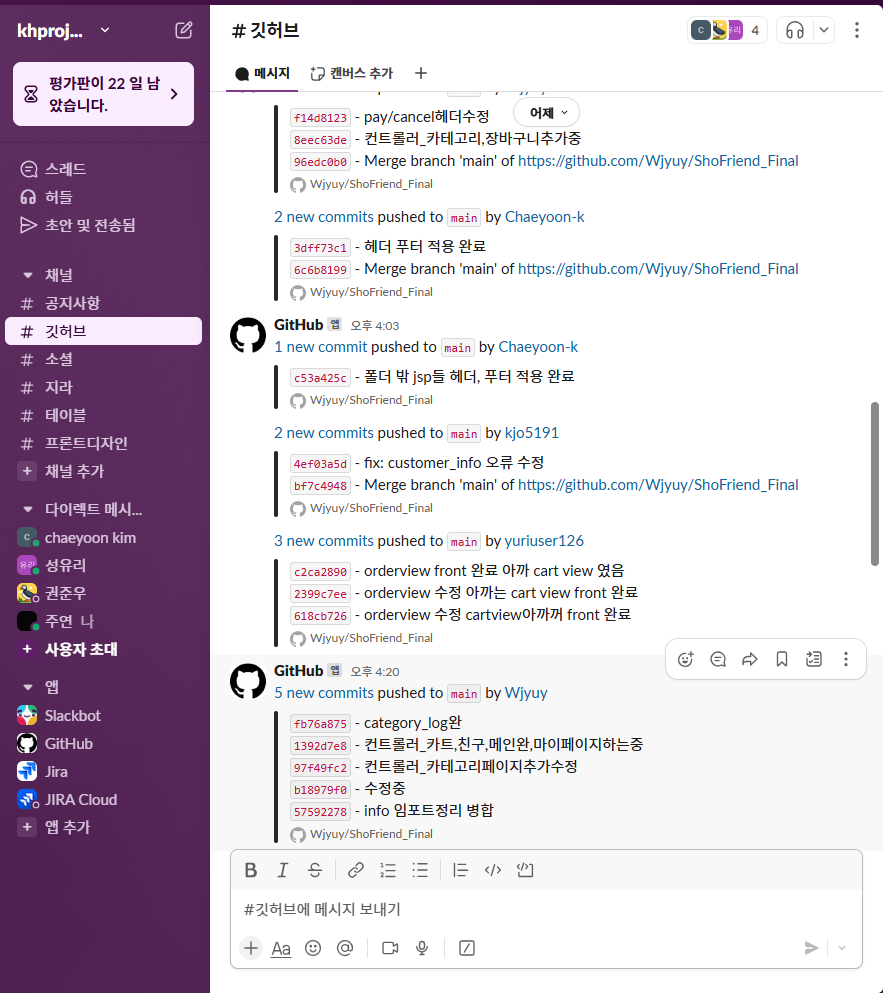 khproj...
평가판이 22 일 남
았습니다.
스레드
허들
초안 및 전송됨
채널
# 공지사항
# 깃허브
# 소셜
# 지라
# 테이블
# 프론트디자인
+ 채널 추가
다이렉트 메시...
C chaeyoon kim
유리 성유리
권준우
주연 나
+ 사용자 초대
앱
Slackbot
GitHub
Jira
JIRA Cloud
+ 앱 추가
# 깃허브
C 유리 4
메시지 캔버스 추가 +
어제
f14d8123 - pay/cancel헤더수정
8eec63de - 컨트롤러_카테고리,장바구니추가중
96edc0b0 - Merge branch 'main' of https://github.com/Wjyuy/ShoFriend_Final
Wjyuy/ShoFriend_Final
2 new commits pushed to main by Chaeyoon-k
3dff73c1 - 헤더 푸터 적용 완료
6c6b8199 - Merge branch 'main' of https://github.com/Wjyuy/ShoFriend_Final
Wjyuy/ShoFriend_Final
GitHub 앱 오후 4:03
1 new commit pushed to main by Chaeyoon-k
c53a425c - 폴더 밖 jsp들 헤더, 푸터 적용 완료
Wjyuy/ShoFriend_Final
2 new commits pushed to main by kjo5191
4ef03a5d - fix: customer_info 오류 수정
bf7c4948 - Merge branch 'main' of https://github.com/Wjyuy/ShoFriend_Final
Wjyuy/ShoFriend_Final
3 new commits pushed to main by yuriuser126
c2ca2890 - orderview front 완료 아까 cart view 였음
2399c7ee - orderview 수정 아까는 cart view front 완료
618cb726 - orderview 수정 cartview아까꺼 front 완료
Wjyuy/ShoFriend_Final
GitHub 앱 오후 4:20
5 new commits pushed to main by Wjyuy
fb76a875 - category_log완
1392d7e8 - 컨트롤러_카트,친구,메인완,마이페이지하는중
97f49fc2 - 컨트롤러_카테고리페이지추가수정
b18979f0 - 수정중
57592278 - info 임포트정리 병합
Wjyuy/ShoFriend_Final
B I S
#깃허브에 메시지 보내기
+ Aa @